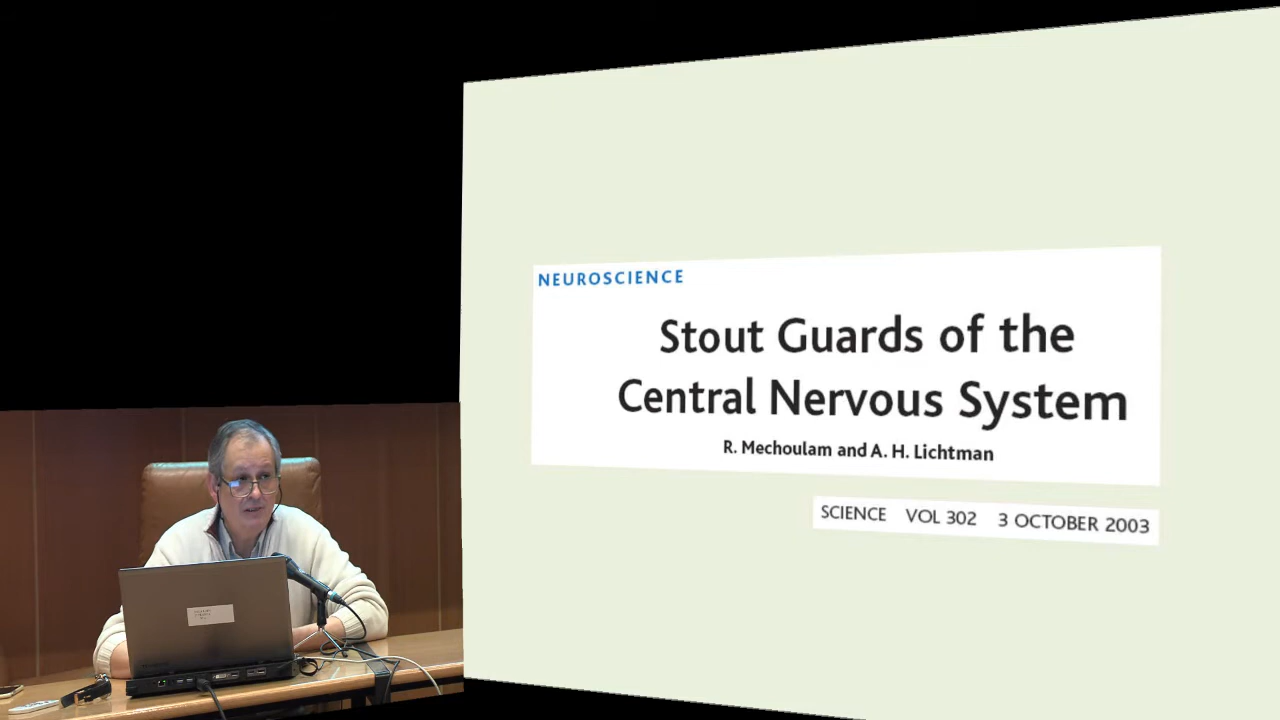 NEUROSCIENCE
Stout Guards of the
Central Nervous System
R. Mechoulam and A. H. Lichtman
SCIENCE VOL 302 3 OCTOBER 2003